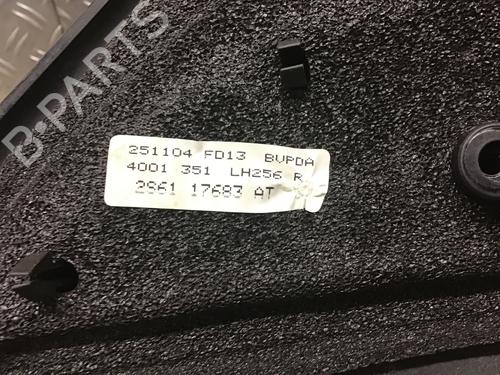 B-PARTS
251104 FD13 BVPDA
4001 351 LH256 R
2S61 17683 AT